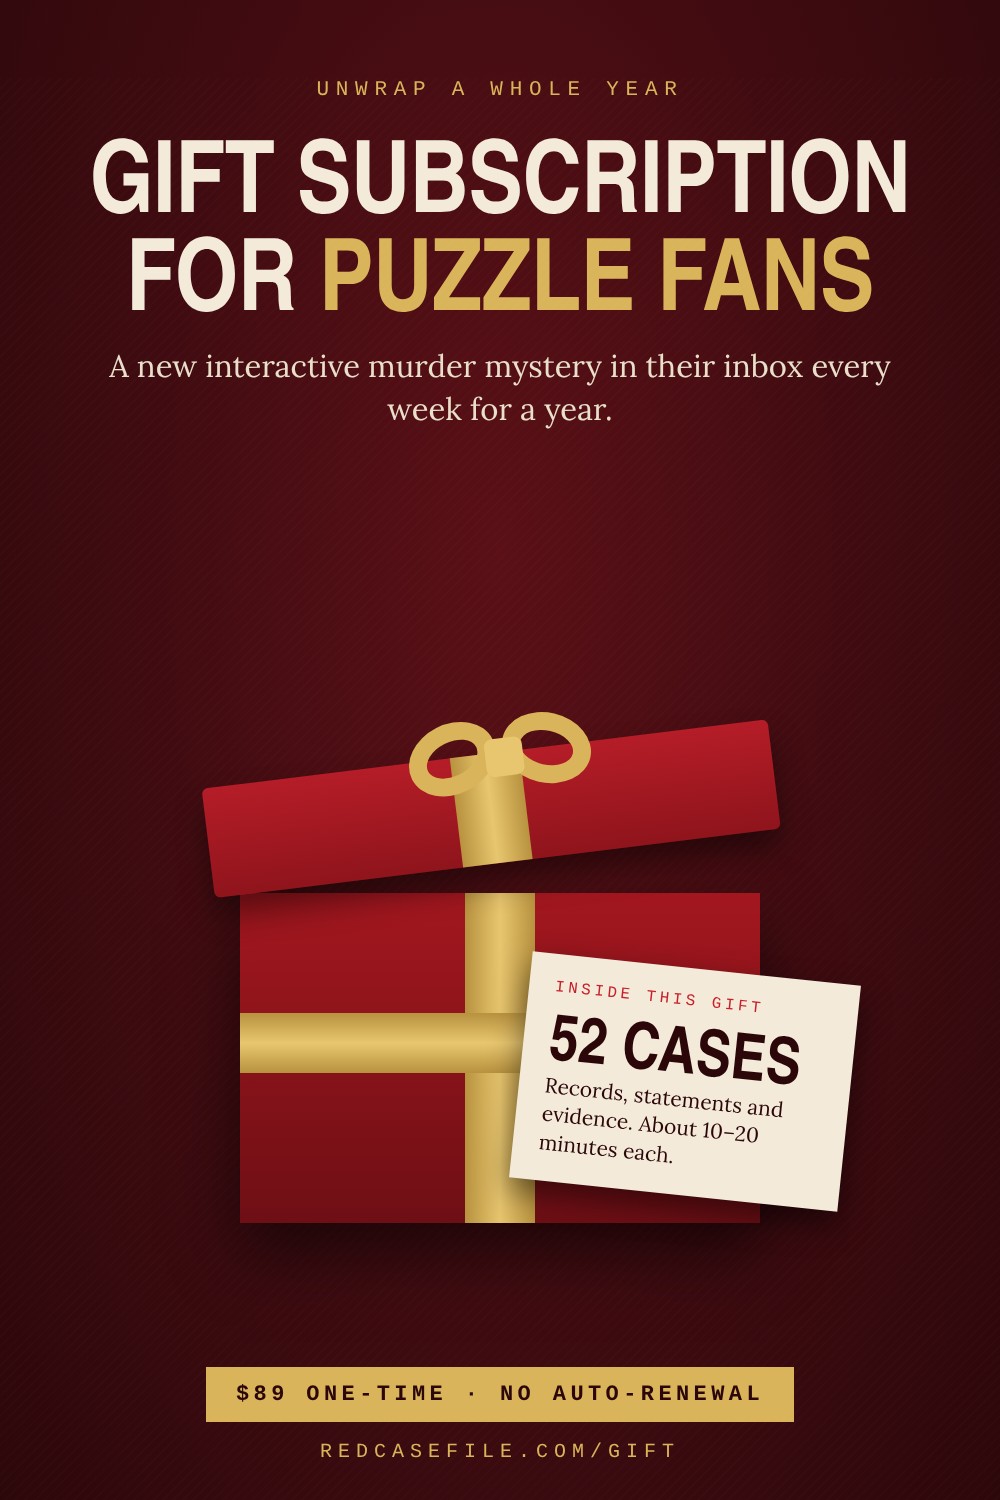 UNWRAP A WHOLE YEAR
GIFT SUBSCRIPTION
FOR PUZZLE FANS
A new interactive murder mystery in their inbox every
week for a year.
INSIDE THIS GIFT
52 CASES
Records, statements and
evidence. About 10–20
minutes each.
$89 ONE-TIME · NO AUTO-RENEWAL
REDCASEFILE.COM/GIFT